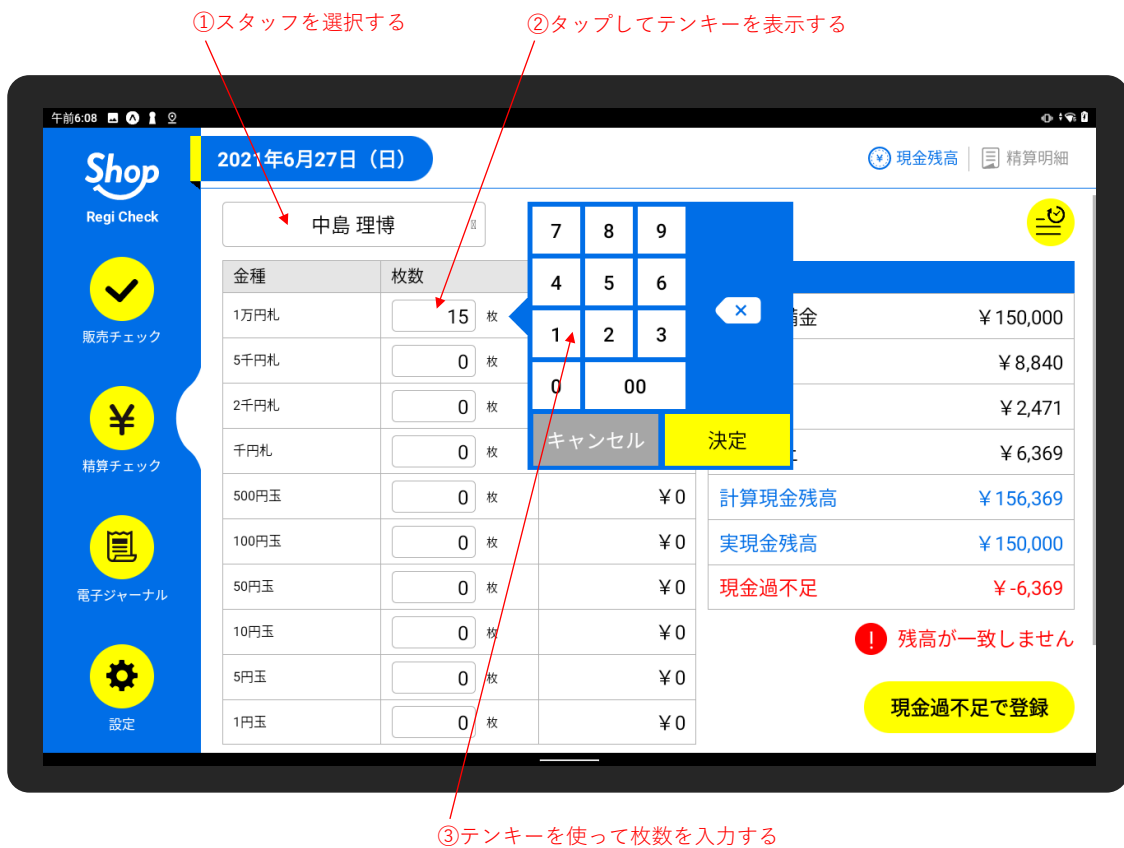 ①スタッフを選択する
②タップしてテンキーを表示する
午前6:08
Shop
Regi Check
2021年6月27日（日）
現金残高
精算明細
中島 理博
金種 枚数
1万円札 15 枚
5千円札 0 枚
2千円札 0 枚
千円札 0 枚
500円玉 0 枚 ￥0
100円玉 0 枚 ￥0
50円玉 0 枚 ￥0
10円玉 0 枚 ￥0
5円玉 0 枚 ￥0
1円玉 0 枚 ￥0
7 8 9
4 5 6
1 2 3
0 00
キャンセル 決定
金 ￥150,000
￥8,840
￥2,471
￥6,369
計算現金残高 ￥156,369
実現金残高 ￥150,000
現金過不足 ￥-6,369
残高が一致しません
現金過不足で登録
販売チェック
精算チェック
電子ジャーナル
設定
③テンキーを使って枚数を入力する